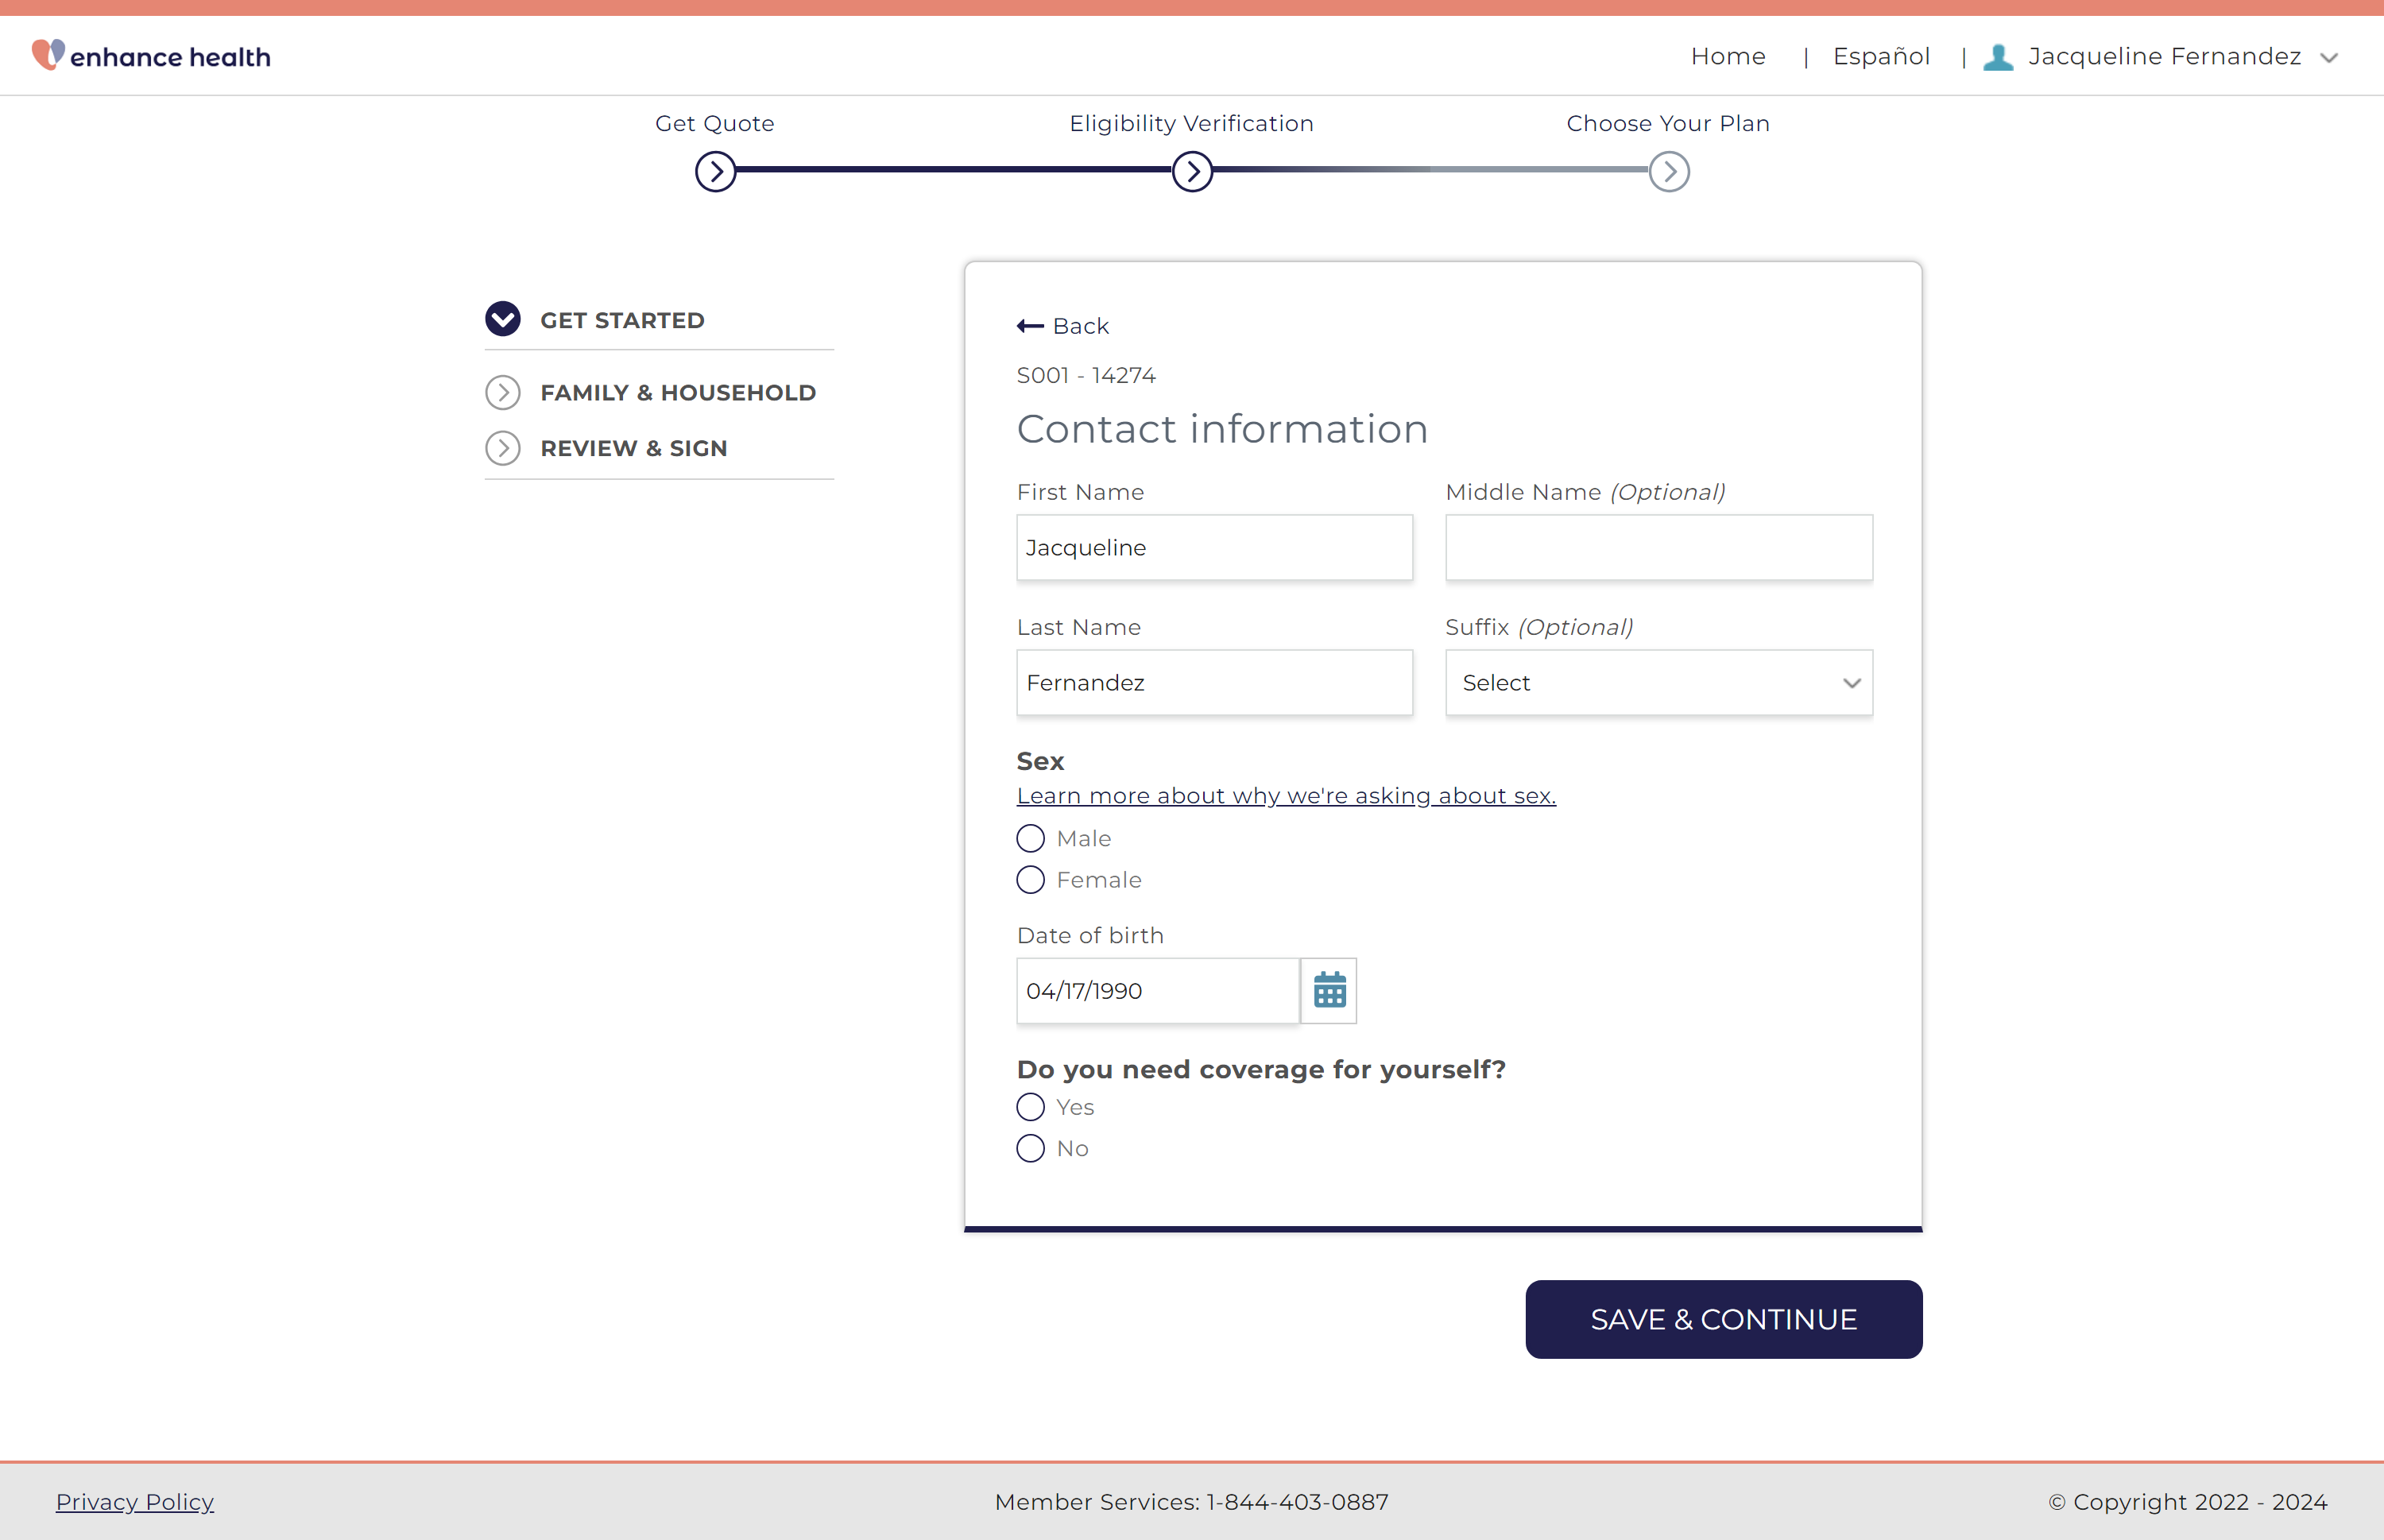 enhance health
Home | Español | Jacqueline Fernandez
Get Quote
Eligibility Verification
Choose Your Plan
GET STARTED
FAMILY & HOUSEHOLD
REVIEW & SIGN
Back
S001 - 14274
Contact information
First Name
Jacqueline
Middle Name (Optional)
Last Name
Fernandez
Suffix (Optional)
Select
Sex
Learn more about why we're asking about sex.
Male
Female
Date of birth
04/17/1990
Do you need coverage for yourself?
Yes
No
SAVE & CONTINUE
Privacy Policy
Member Services: 1-844-403-0887
© Copyright 2022 - 2024